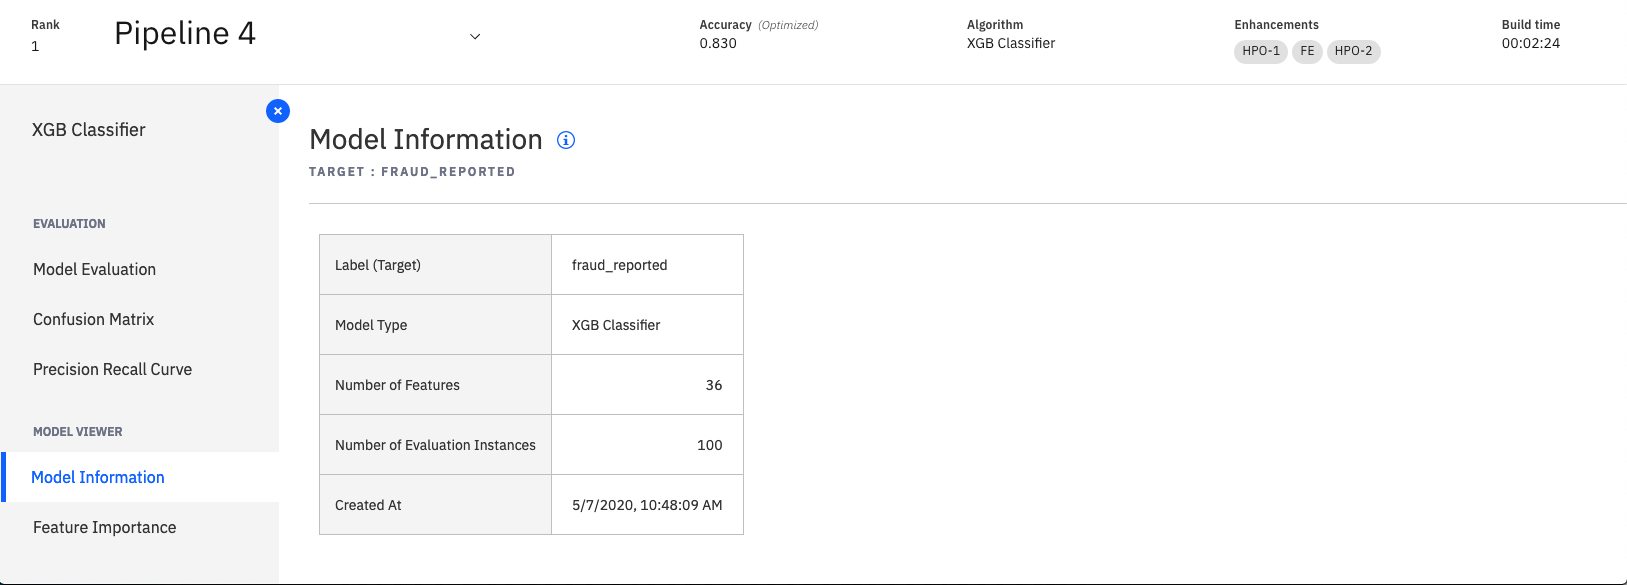 Rank
1
Pipeline 4
Accuracy (Optimized)
0.830
Algorithm
XGB Classifier
Enhancements
HPO-1 FE HPO-2
Build time
00:02:24
XGB Classifier
EVALUATION
Model Evaluation
Confusion Matrix
Precision Recall Curve
MODEL VIEWER
Model Information
Feature Importance
Model Information
TARGET : FRAUD_REPORTED
Label (Target) fraud_reported
Model Type XGB Classifier
Number of Features 36
Number of Evaluation Instances 100
Created At 5/7/2020, 10:48:09 AM